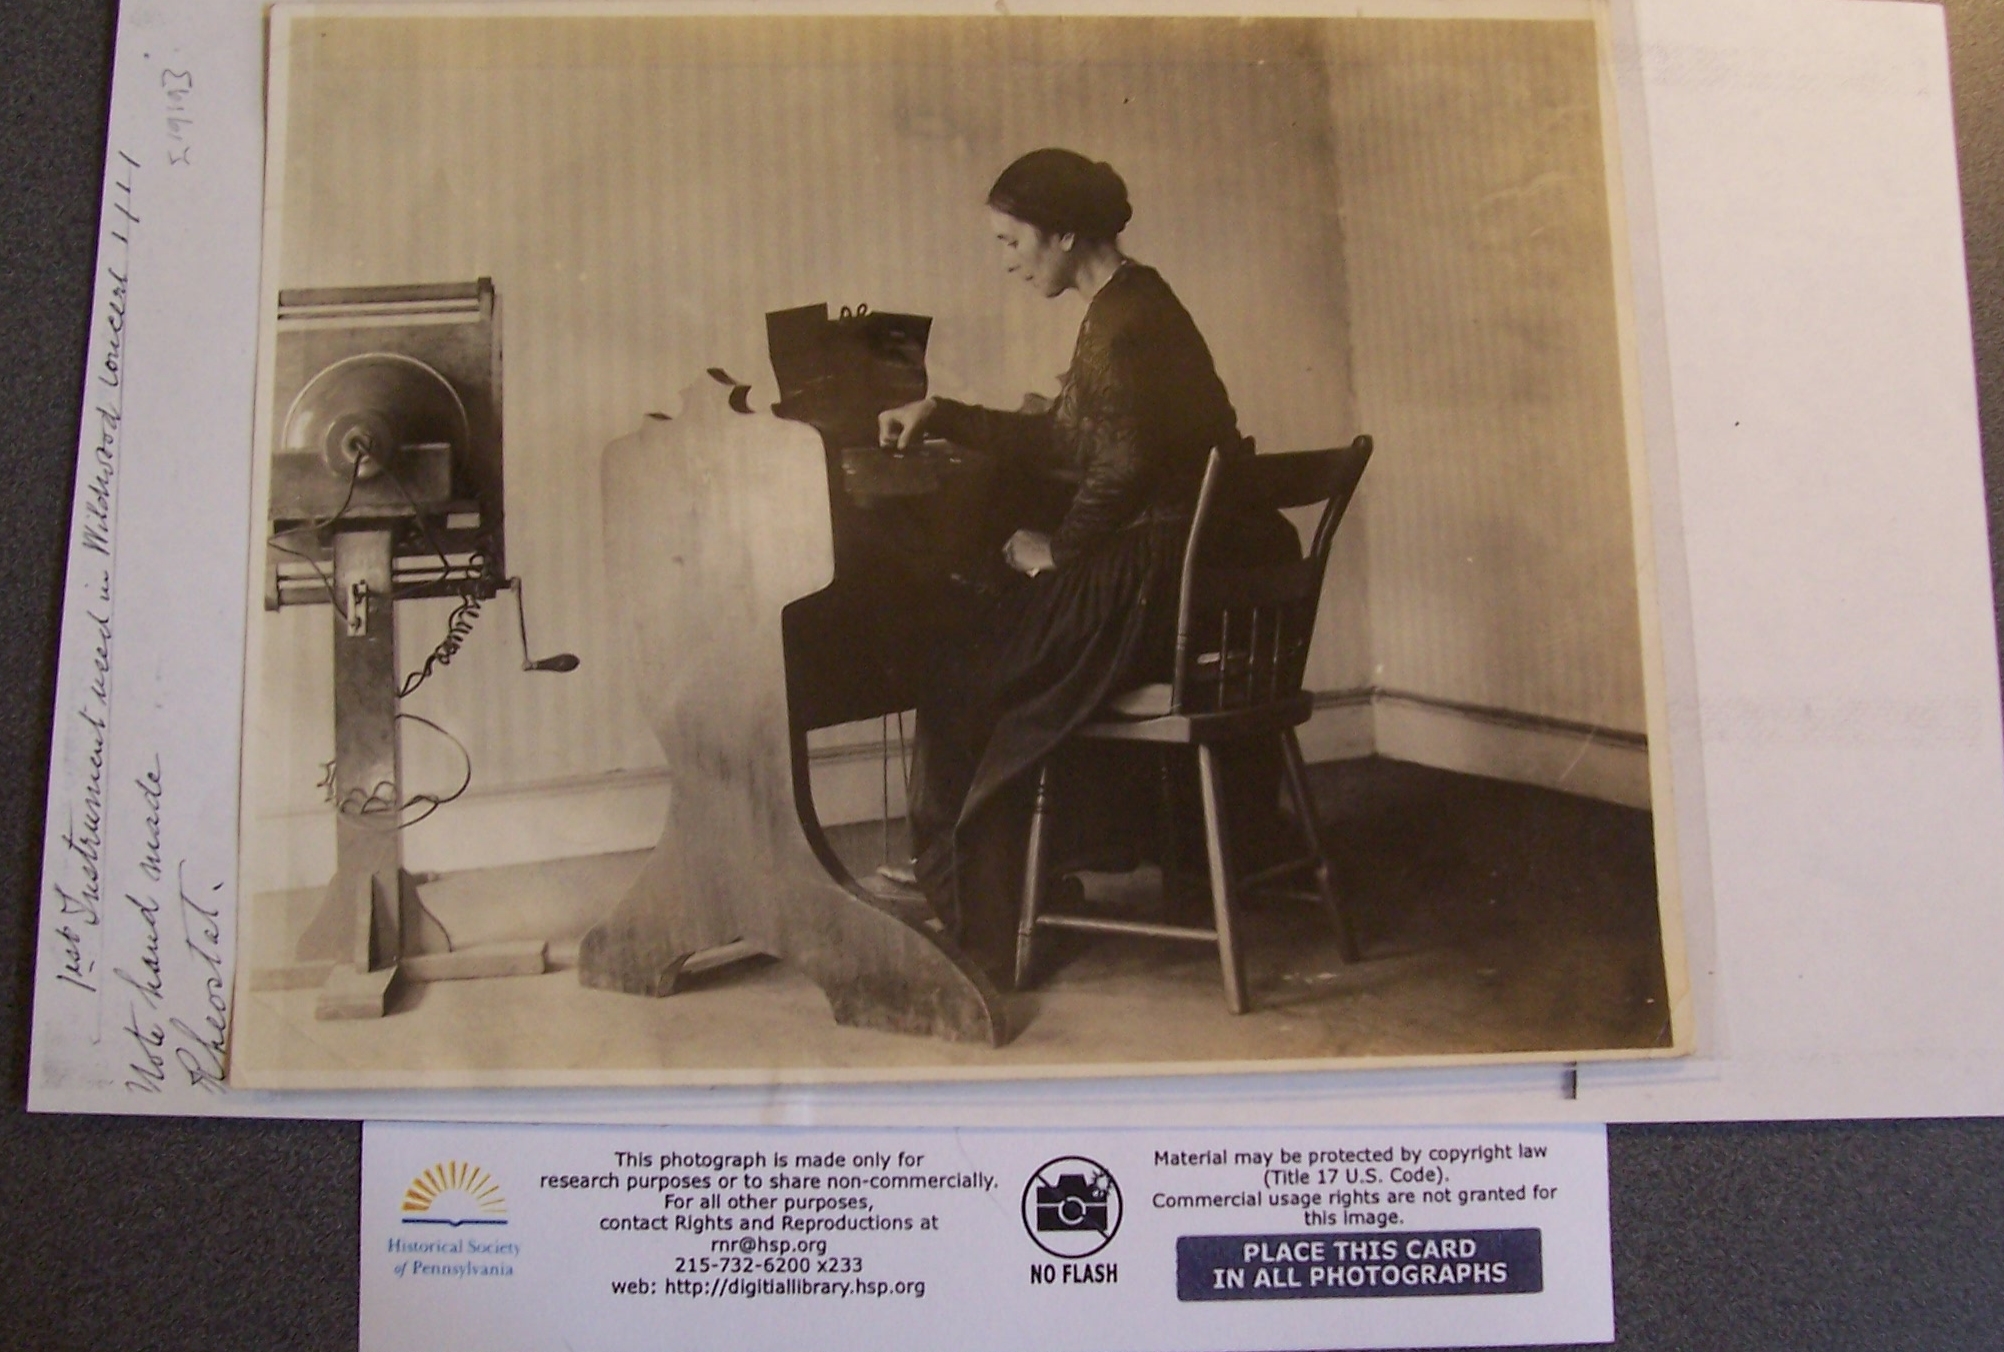 1st Instrument used in Wildwood Concert
Note hand made
Rheostat.
Historical Society
of Pennsylvania
This photograph is made only for
research purposes or to share non-commercially.
For all other purposes,
contact Rights and Reproductions at
rnr@hsp.org
215-732-6200 x233
web: http://digitiallibrary.hsp.org
NO FLASH
Material may be protected by copyright law
(Title 17 U.S. Code).
Commercial usage rights are not granted for
this image.
PLACE THIS CARD
IN ALL PHOTOGRAPHS